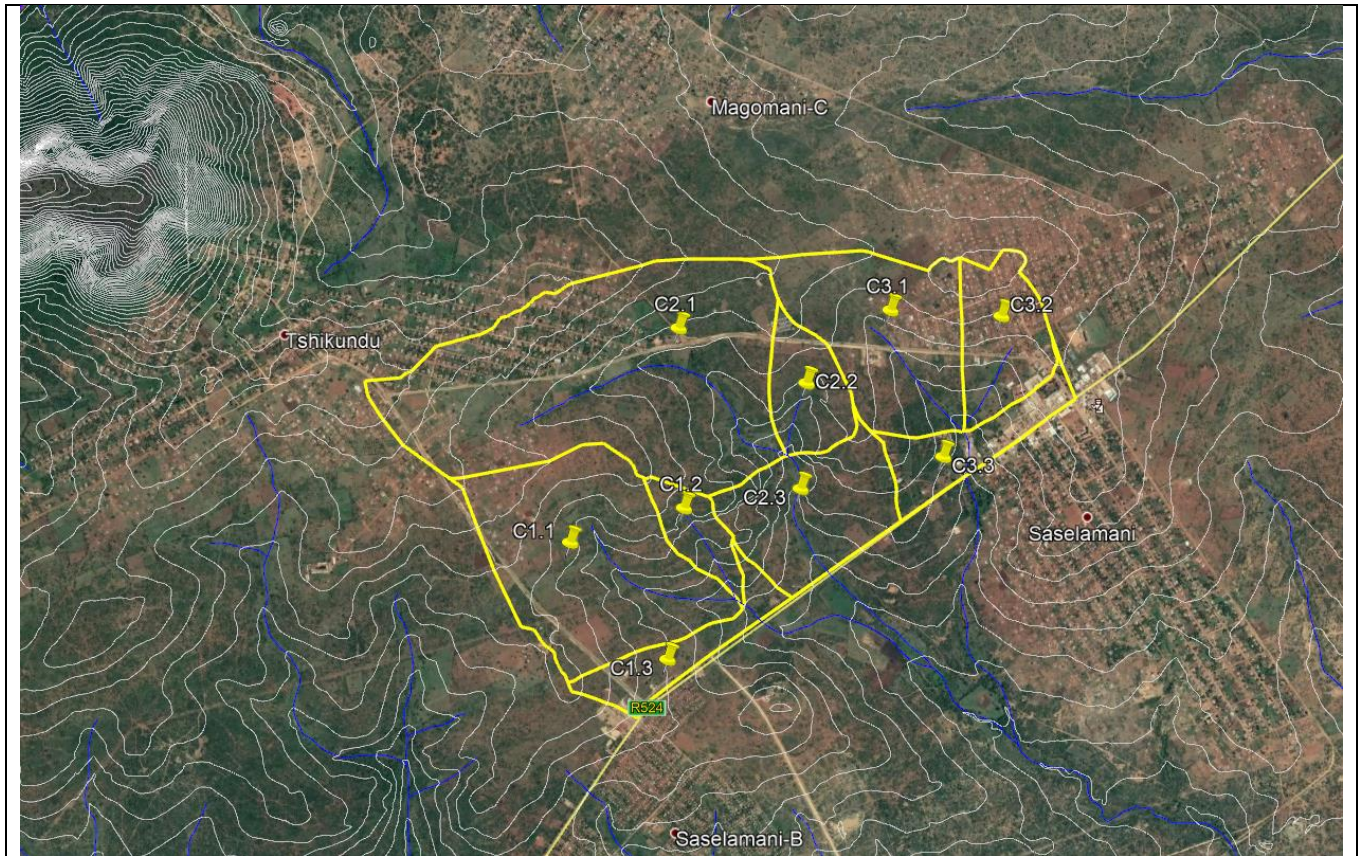 Magomani-C
C3.1
C3.2
C2.1
Tshikundu
C2.2
C3.3
C1.2
C2.3
C1.1
Saselamani
C1.3
R524
Saselamani-B